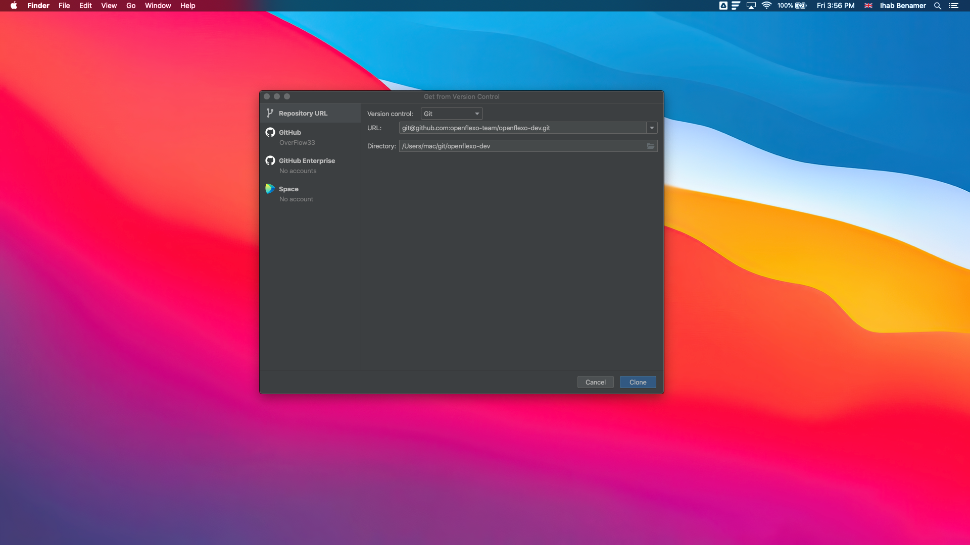 Finder File Edit View Go Window Help 100% Fri 3:56 PM Ihab Benamer
Get from Version Control
Repository URL
Version control: Git
URL: git@github.com:openflexo-team/openflexo-dev.git
GitHub
OverFlow33
Directory: /Users/mac/git/openflexo-dev
GitHub Enterprise
No accounts
Space
No account
Cancel Clone